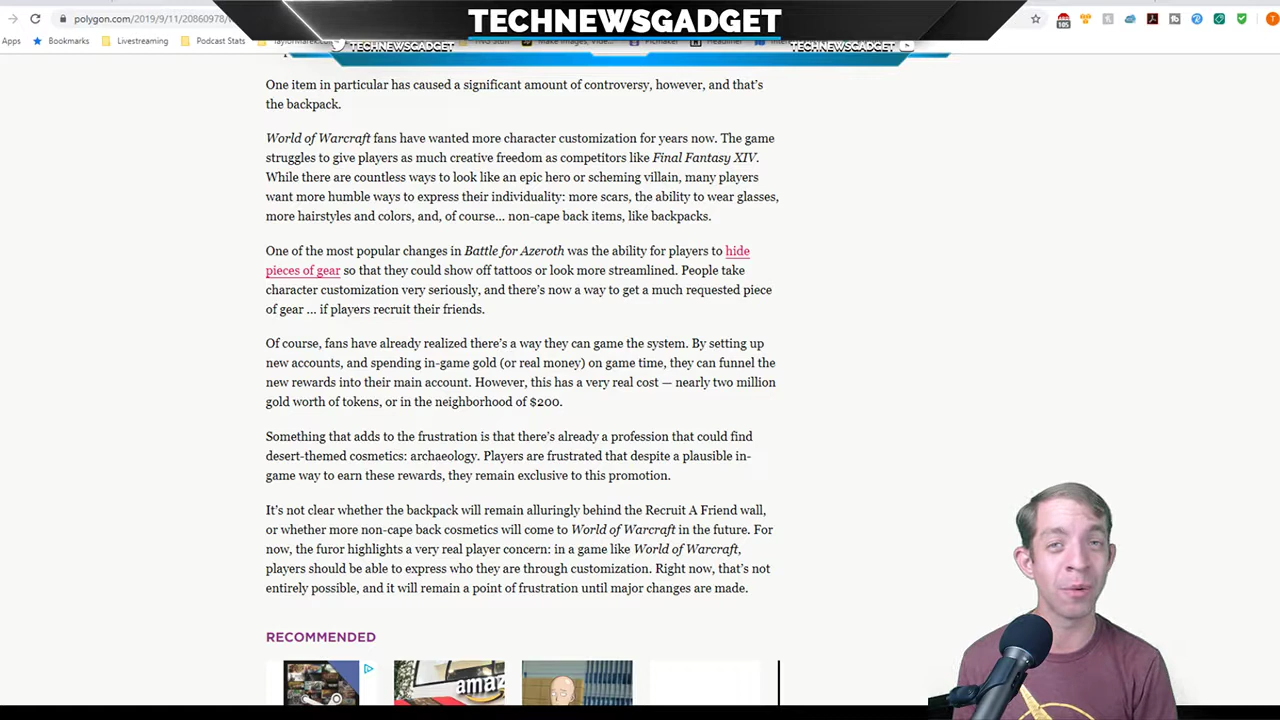 polygon.com/2019/9/11/20860978/
TECHNEWSGADGET
105
Apps
Bookmarks
Livestreaming
Podcast Stats
TECHNEWSGADGET
TECHNEWSGADGET
One item in particular has caused a significant amount of controversy, however, and that's
the backpack.
World of Warcraft fans have wanted more character customization for years now. The game
struggles to give players as much creative freedom as competitors like Final Fantasy XIV.
While there are countless ways to look like an epic hero or scheming villain, many players
want more humble ways to express their individuality: more scars, the ability to wear glasses,
more hairstyles and colors, and, of course... non-cape back items, like backpacks.
One of the most popular changes in Battle for Azeroth was the ability for players to hide
pieces of gear so that they could show off tattoos or look more streamlined. People take
character customization very seriously, and there's now a way to get a much requested piece
of gear ... if players recruit their friends.
Of course, fans have already realized there's a way they can game the system. By setting up
new accounts, and spending in-game gold (or real money) on game time, they can funnel the
new rewards into their main account. However, this has a very real cost — nearly two million
gold worth of tokens, or in the neighborhood of $200.
Something that adds to the frustration is that there's already a profession that could find
desert-themed cosmetics: archaeology. Players are frustrated that despite a plausible in-
game way to earn these rewards, they remain exclusive to this promotion.
It's not clear whether the backpack will remain alluringly behind the Recruit A Friend wall,
or whether more non-cape back cosmetics will come to World of Warcraft in the future. For
now, the furor highlights a very real player concern: in a game like World of Warcraft,
players should be able to express who they are through customization. Right now, that's not
entirely possible, and it will remain a point of frustration until major changes are made.
RECOMMENDED
amaz